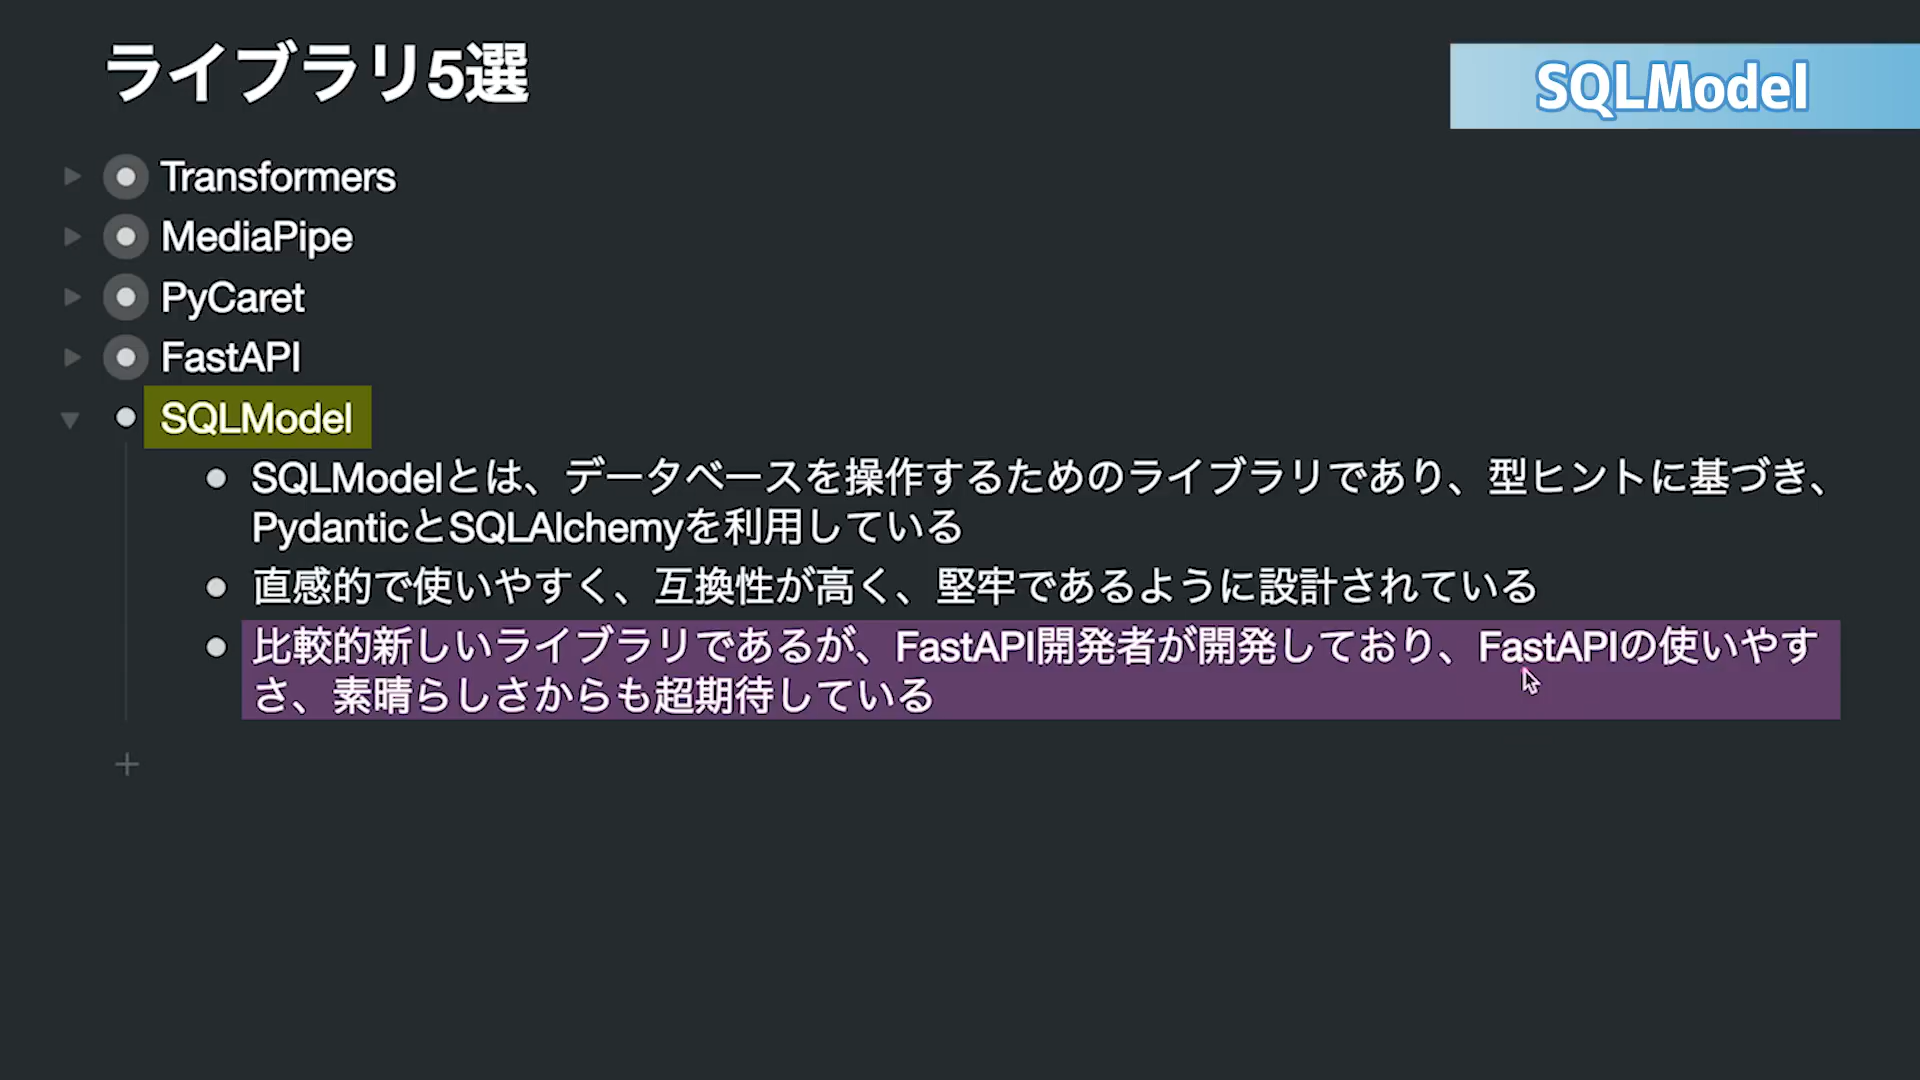 ライブラリ5選
SQLModel
Transformers
MediaPipe
PyCaret
FastAPI
SQLModel
SQLModelとは、データベースを操作するためのライブラリであり、型ヒントに基づき、
PydanticとSQLAlchemyを利用している
直感的で使いやすく、互換性が高く、堅牢であるように設計されている
比較的新しいライブラリであるが、FastAPI開発者が開発しており、FastAPIの使いやす
さ、素晴らしさからも超期待している